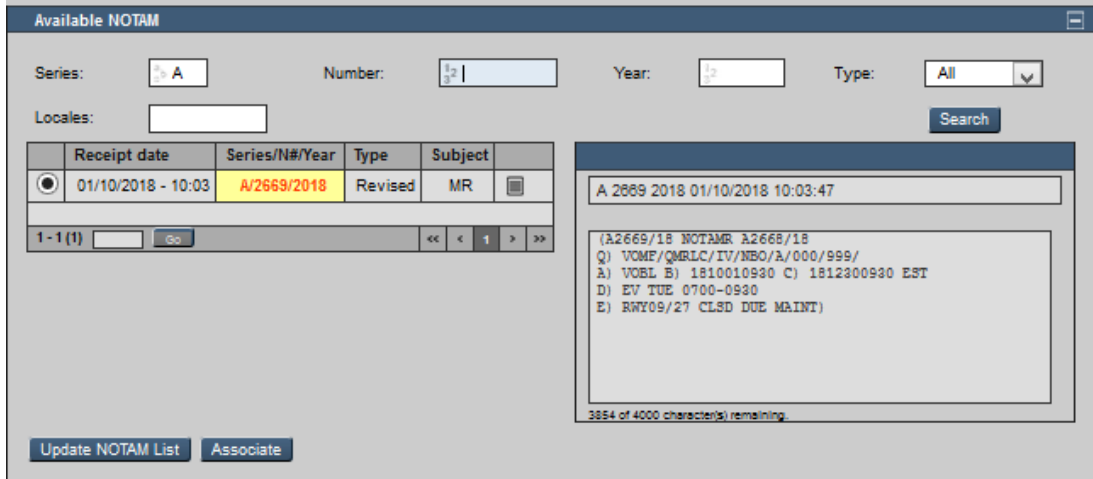 Available NOTAM
Series: A Number: Year: Type: All
Locales: Search
Receipt date Series/N#/Year Type Subject
01/10/2018 - 10:03 A/2669/2018 Revised MR
1 - 1 (1) Go << < 1 > >>
A 2669 2018 01/10/2018 10:03:47
(A2669/18 NOTAMR A2668/18
Q) VOMF/QMRLC/IV/NBO/A/000/999/
A) VOBL B) 1810010930 C) 1812300930 EST
D) EV TUE 0700-0930
E) RWY09/27 CLSD DUE MAINT)
3854 of 4000 character(s) remaining.
Update NOTAM List Associate